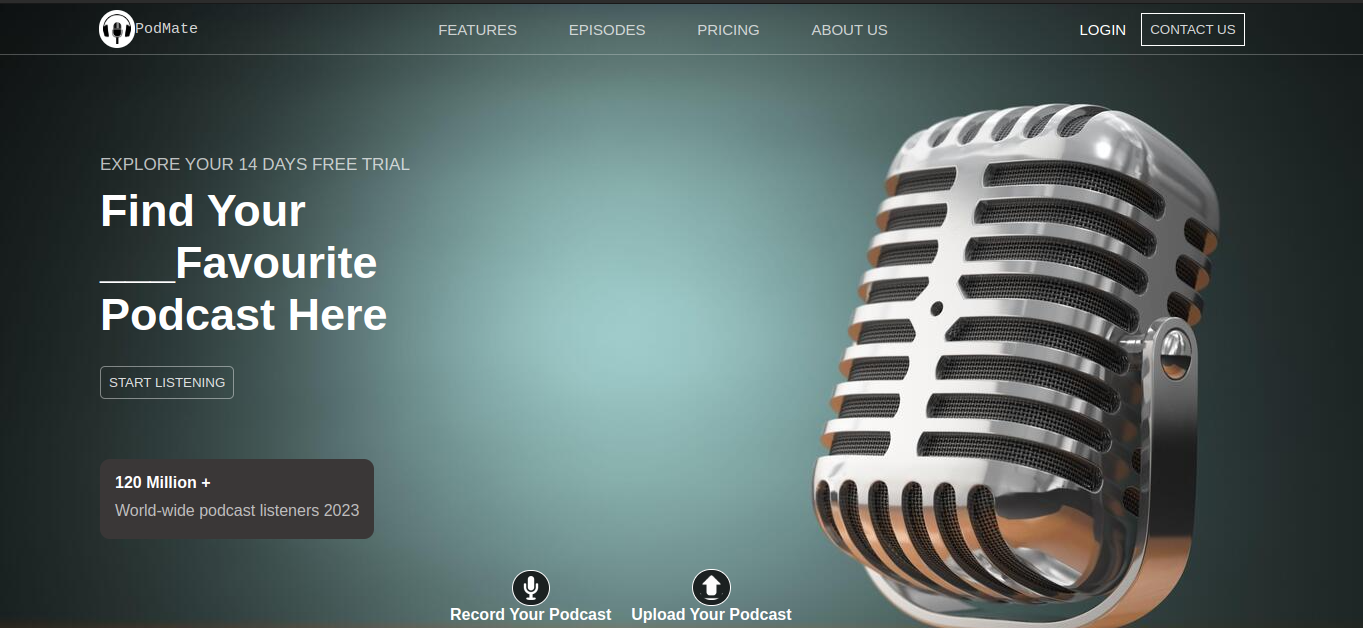 PodMate
FEATURES
EPISODES
PRICING
ABOUT US
LOGIN
CONTACT US
EXPLORE YOUR 14 DAYS FREE TRIAL
Find Your
____Favourite
Podcast Here
START LISTENING
120 Million +
World-wide podcast listeners 2023
Record Your Podcast
Upload Your Podcast